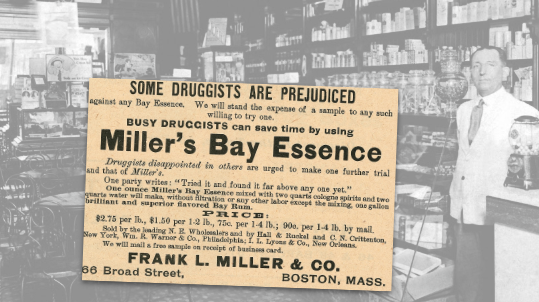 SOME DRUGGISTS ARE PREJUDICED
against any Bay Essence. We will stand the expense of a sample to any such
willing to try one.
BUSY DRUGGISTS can save time by using
Miller's Bay Essence
Druggists disappointed in others are urged to make one further trial
and that of Miller's.
One party writes: "Tried it and found it far above any one yet."
One ounce Miller's Bay Essence mixed with two quarts cologne spirits and two
quarts water will make, without filtration or any other labor except the mixing, one gallon
brilliant and superior flavored Bay Rum.
PRICE:
$2.75 per lb., $1.50 per 1-2 lb., 75c. per 1-4 lb.; 90c. per 1-4 lb. by mail.
Sold by the leading N. E. Wholesalers and by Hall & Ruckel and C. N. Crittenton,
New York, Wm. R. Warner & Co., Philadelphia; I. L. Lyons & Co., New Orleans.
We will mail a free sample on receipt of business card.
FRANK L. MILLER & CO.
66 Broad Street, BOSTON, MASS.